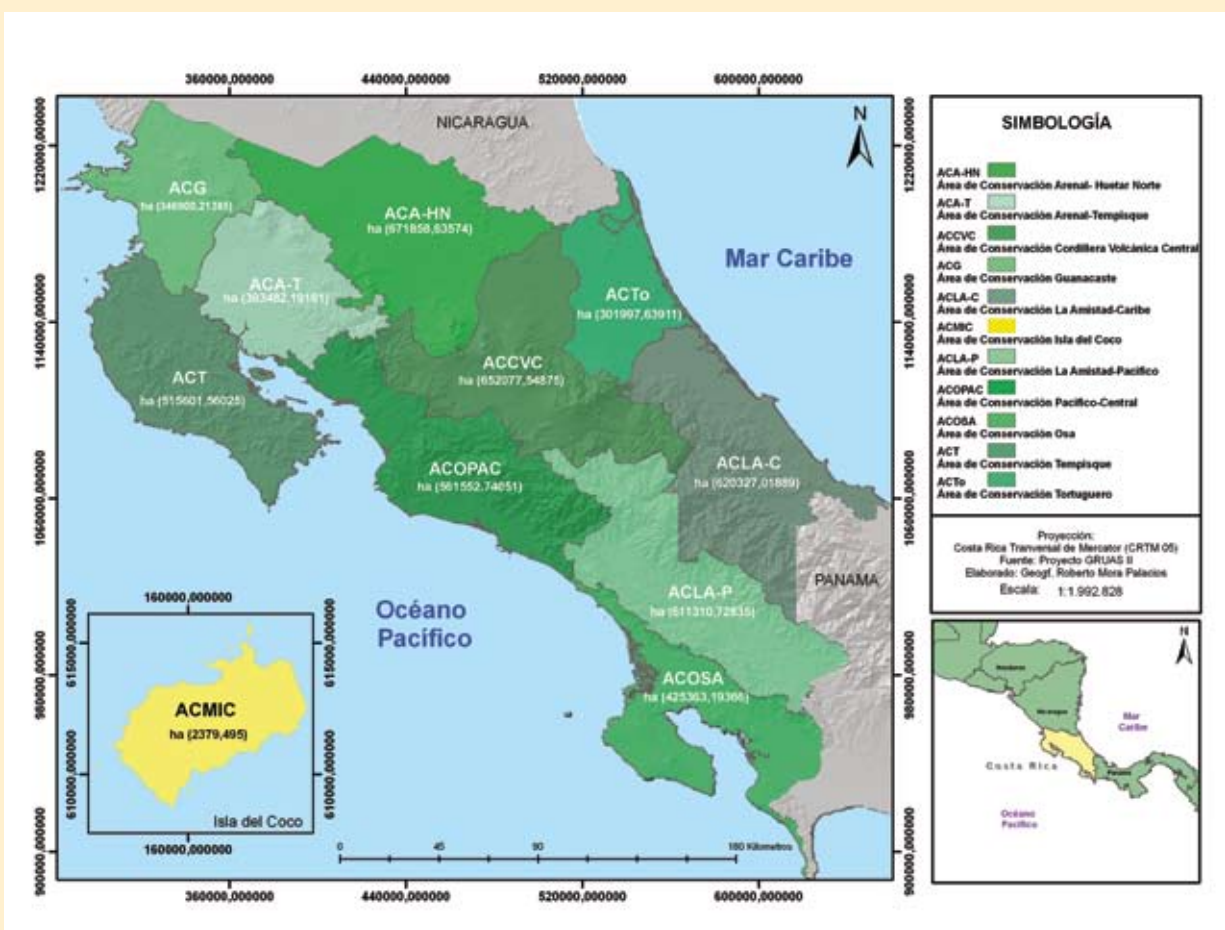 360000,000000 440000,000000 520000,000000 600000,000000
1220000,000000
1140000,000000
1060000,000000
980000,000000
900000,000000
N
NICARAGUA
ACG
ACA-HN
ha (671858,63574)
ACA-T
Mar Caribe
ACTo
ha (301997,63911)
ACCVC
ha (652077,54875)
ACT
ha (515601,56025)
ACOPAC
ha (561552,74051)
ACLA-C
ha (620327,01889)
PANAMA
ACLA-P
ha (611310,72835)
Océano
Pacífico
ACOSA
ha (425363,19366)
160000,000000
615000,000000
610000,000000
ACMIC
ha (2379,495)
Isla del Coco
160000,000000
615000,000000
610000,000000
0 45 90 180 Kilometros
360000,000000 440000,000000 520000,000000 600000,000000
1220000,000000
1140000,000000
1060000,000000
980000,000000
900000,000000
SIMBOLOGÍA
ACA-HN
Área de Conservación Arenal- Huetar Norte
ACA-T
Área de Conservación Arenal-Tempisque
ACCVC
Área de Conservación Cordillera Volcánica Central
ACG
Área de Conservación Guanacaste
ACLA-C
Área de Conservación La Amistad-Caribe
ACMIC
Área de Conservación Isla del Coco
ACLA-P
Área de Conservación La Amistad-Pacífico
ACOPAC
Área de Conservación Pacífico-Central
ACOSA
Área de Conservación Osa
ACT
Área de Conservación Tempisque
ACTo
Área de Conservación Tortuguero
Proyección:
Costa Rica Tranversal de Mercator (CRTM 05)
Fuente: Proyecto GRUAS II
Elaborado: Geogf. Roberto Mora Palacios
Escala: 1:1.992.828
N
Honduras
Nicaragua
Mar
Caribe
Costa Rica
Panamá
Océano
Pacífico